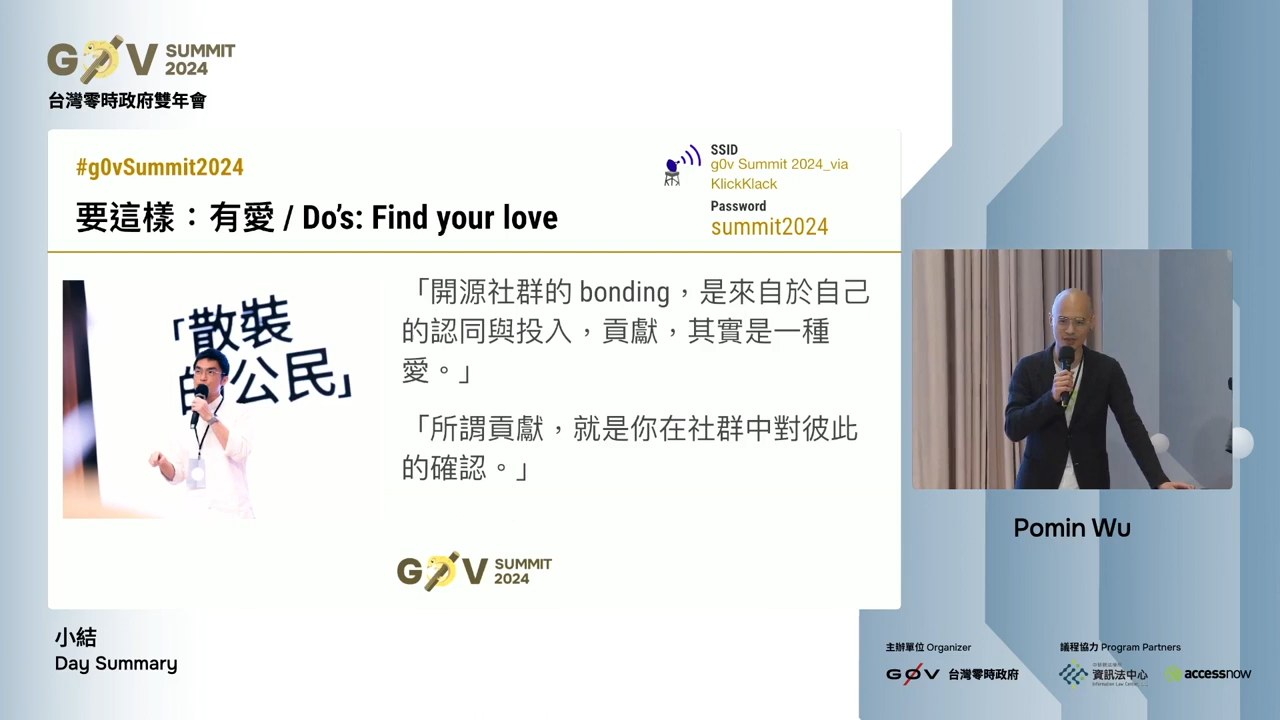 G0V SUMMIT 2024
台灣零時政府雙年會
#g0vSummit2024
要這樣：有愛 / Do’s: Find your love
SSID
g0v Summit 2024_via
KlickKlack
Password
summit2024
「散裝
的公民」
「開源社群的 bonding，是來自於自己
的認同與投入，貢獻，其實是一種
愛。」
「所謂貢獻，就是你在社群中對彼此
的確認。」
G0V SUMMIT 2024
Pomin Wu
小結
Day Summary
主辦單位 Organizer
G0V 台灣零時政府
議程協力 Program Partners
資訊法中心
Information Law Center
accessnow